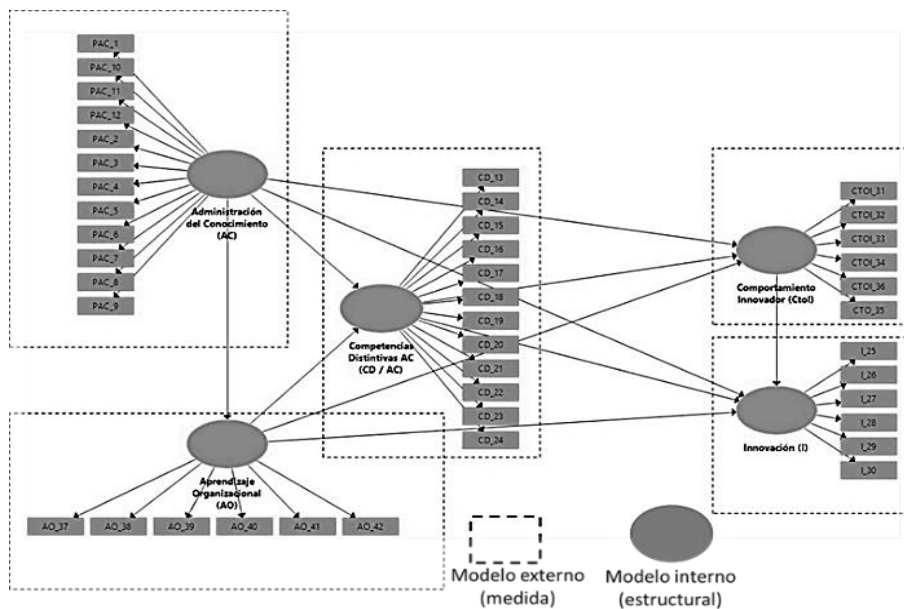 PAC_1
PAC_10
PAC_11
PAC_12
PAC_2
PAC_3
PAC_4
PAC_5
PAC_6
PAC_7
PAC_8
PAC_9
Administración
del Conocimiento
(AC)
CD_13
CD_14
CD_15
CD_16
CD_17
CD_18
CD_19
CD_20
CD_21
CD_22
CD_23
CD_24
Competencias
Distintivas AC
(CD / AC)
CTOI_31
CTOI_32
CTOI_33
CTOI_34
CTOI_36
CTO_35
Comportamiento
Innovador (CtoI)
I_25
I_26
I_27
I_28
I_29
I_30
Innovación (I)
Aprendizaje
Organizacional
(AO)
AO_37
AO_38
AO_39
AO_40
AO_41
AO_42
Modelo externo
(medida)
Modelo interno
(estructural)